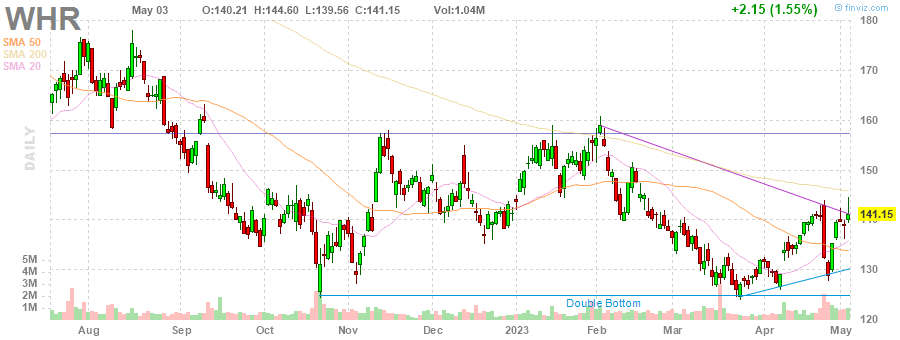 WHR May 03 O:140.21 H:144.60 L:139.56 C:141.15 Vol:1.04M +2.15 (1.55%) © finviz.com
SMA 50
SMA 200
SMA 20
DAILY
180
170
160
150
141.15
130
120
5M
4M
3M
2M
1M
Double Bottom
Aug Sep Oct Nov Dec 2023 Feb Mar Apr May